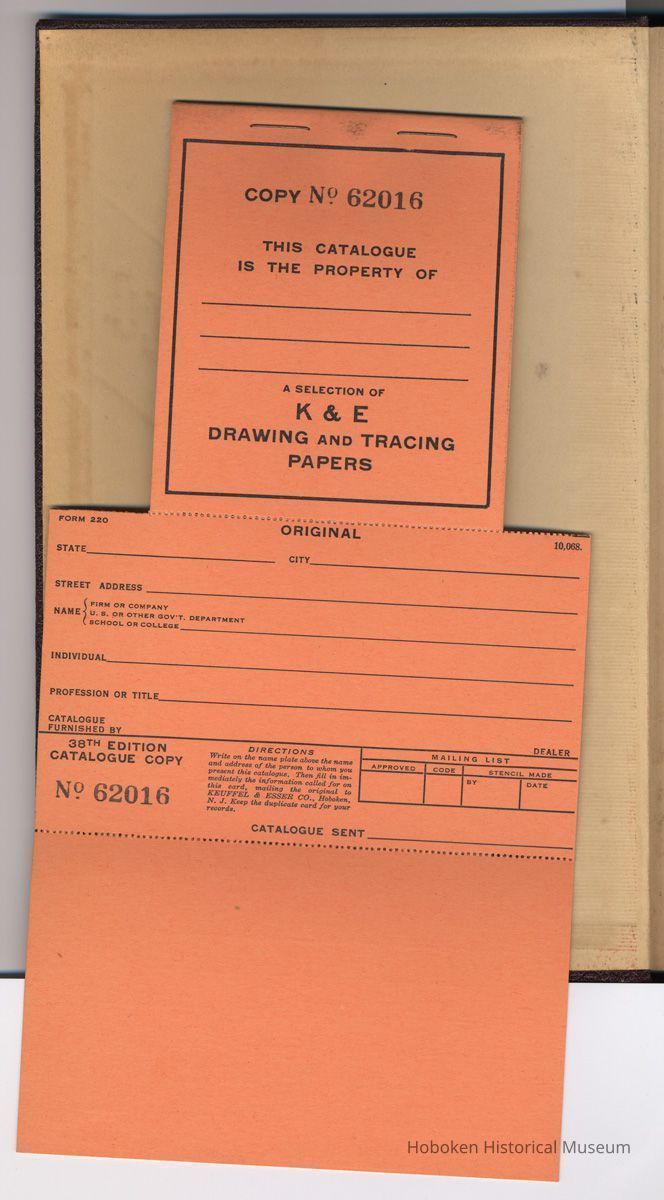 COPY Nº 62016
THIS CATALOGUE
IS THE PROPERTY OF
A SELECTION OF
K & E
DRAWING AND TRACING
PAPERS
FORM 220
ORIGINAL
10,068.
STATE CITY
STREET ADDRESS
NAME { FIRM OR COMPANY
U. S. OR OTHER GOV'T. DEPARTMENT
SCHOOL OR COLLEGE
INDIVIDUAL
PROFESSION OR TITLE
CATALOGUE
FURNISHED BY
DEALER
38TH EDITION
CATALOGUE COPY
Nº 62016
DIRECTIONS
Write on the name plate above the name
and address of the person to whom you
present this catalogue. Then fill in im-
mediately the information called for on
this card, mailing the original to
KEUFFEL & ESSER CO., Hoboken,
N. J. Keep the duplicate card for your
records.
MAILING LIST
APPROVED CODE STENCIL MADE
BY DATE
CATALOGUE SENT
Hoboken Historical Museum